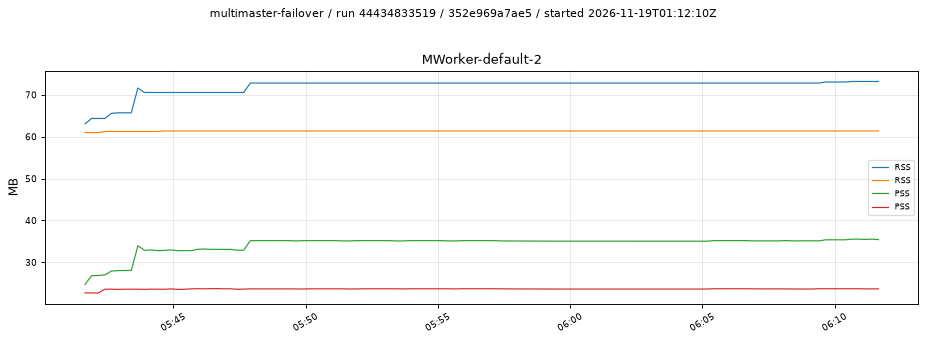 multimaster-failover / run 44434833519 / 352e969a7ae5 / started 2026-11-19T01:12:10Z
MWorker-default-2
MB
70
60
50
40
30
RSS
RSS
PSS
PSS
05:45
05:50
05:55
06:00
06:05
06:10